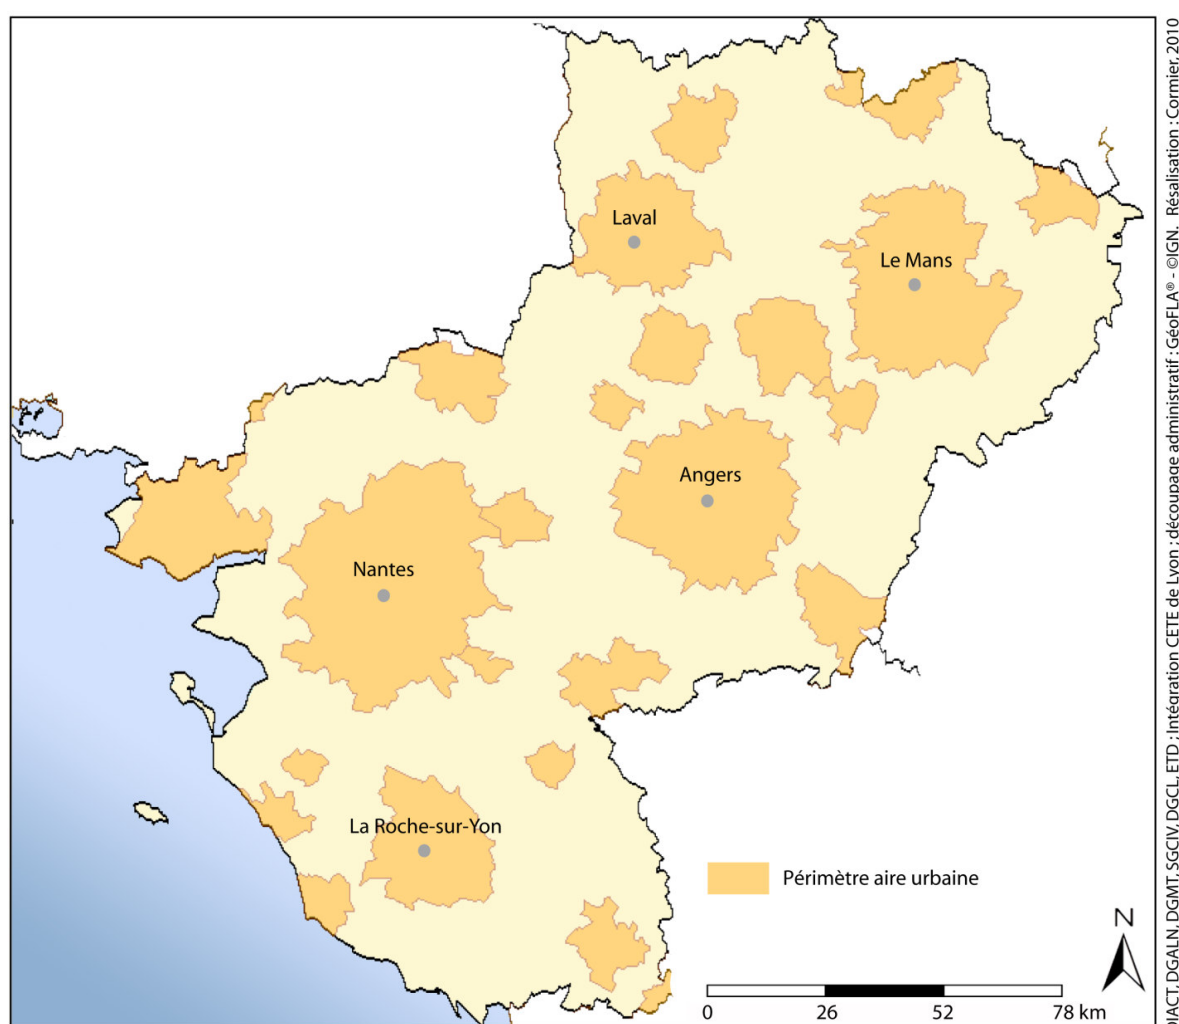 Laval
Le Mans
Angers
Nantes
La Roche-sur-Yon
Périmètre aire urbaine
N
0 26 52 78 km
DIACT, DGALN, DGMT, SGCIV, DGCL, ETD ; Intégration CETE de Lyon ; découpage administratif : GéoFLA® - ©IGN. Résalisation : Cormier, 2010